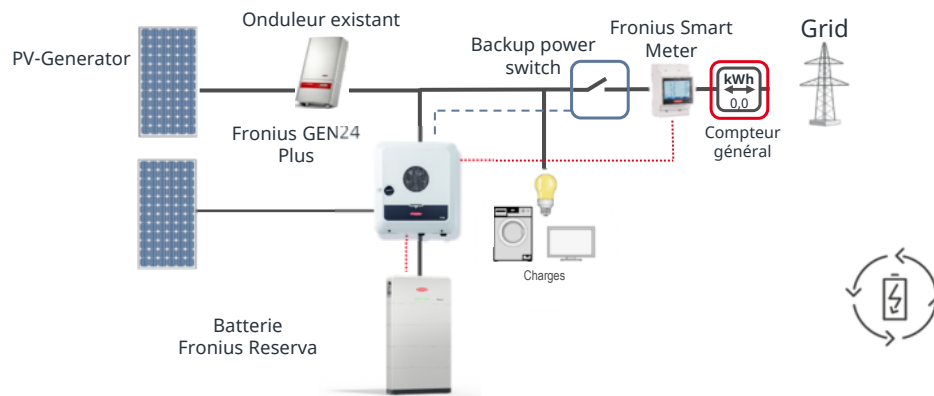 Onduleur existant
PV-Generator
Backup power
switch
Fronius Smart
Meter
Grid
kWh
0,0
Compteur
général
Fronius GEN24
Plus
Charges
Batterie
Fronius Reserva